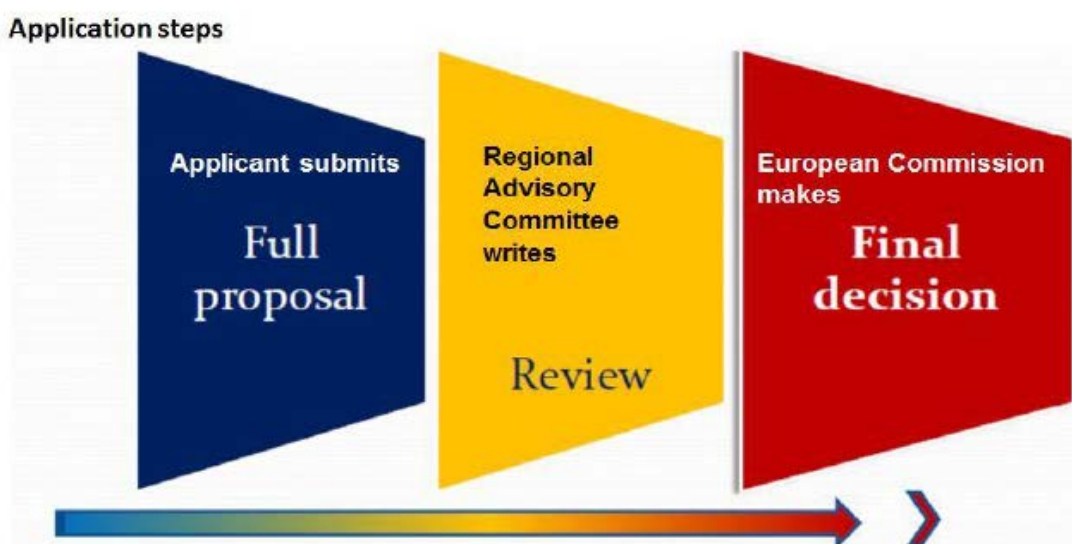 Application steps
Applicant submits
Full
proposal
Regional
Advisory
Committee
writes
Review
European Commission
makes
Final
decision